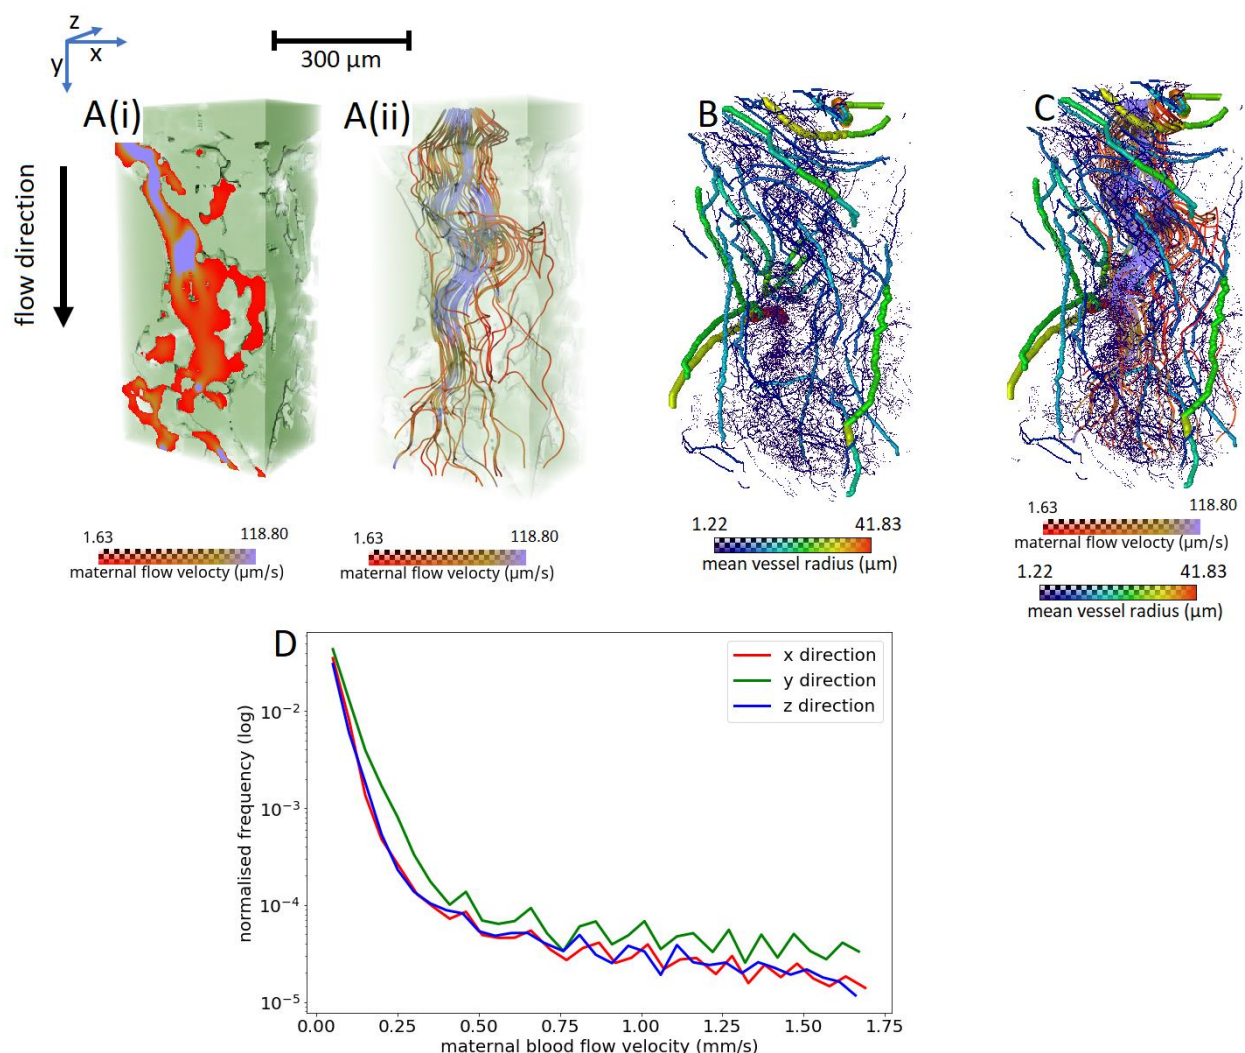 z
x
y
300 μm
A(i)
A(ii)
B
C
flow direction
1.63
118.80
maternal flow velocty (μm/s)
1.63
118.80
maternal flow velocty (μm/s)
1.22
41.83
mean vessel radius (μm)
1.63
118.80
maternal flow velocty (μm/s)
1.22
41.83
mean vessel radius (μm)
D
x direction
y direction
z direction
normalised frequency (log)
10⁻²
10⁻³
10⁻⁴
10⁻⁵
0.00 0.25 0.50 0.75 1.00 1.25 1.50 1.75
maternal blood flow velocity (mm/s)